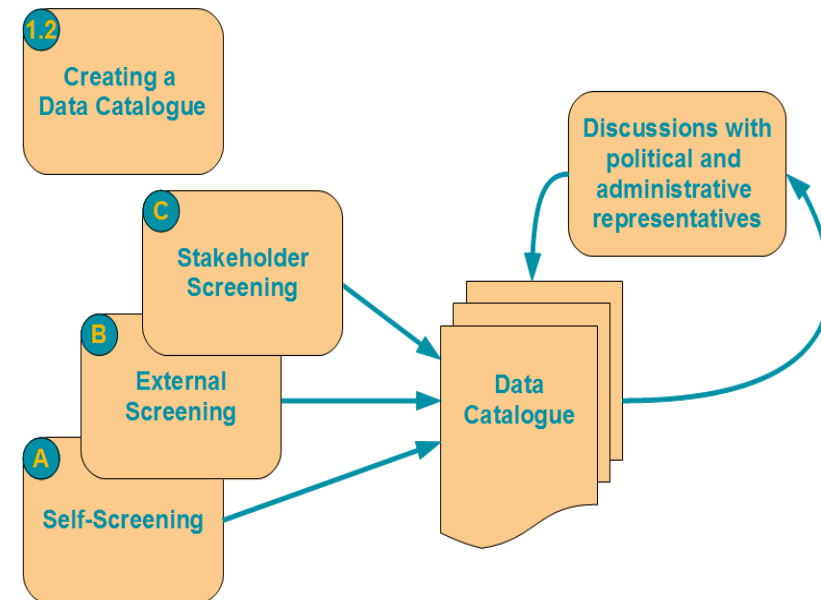 1.2
Creating a
Data Catalogue
Discussions with
political and
administrative
representatives
C
Stakeholder
Screening
B
External
Screening
Data
Catalogue
A
Self-Screening